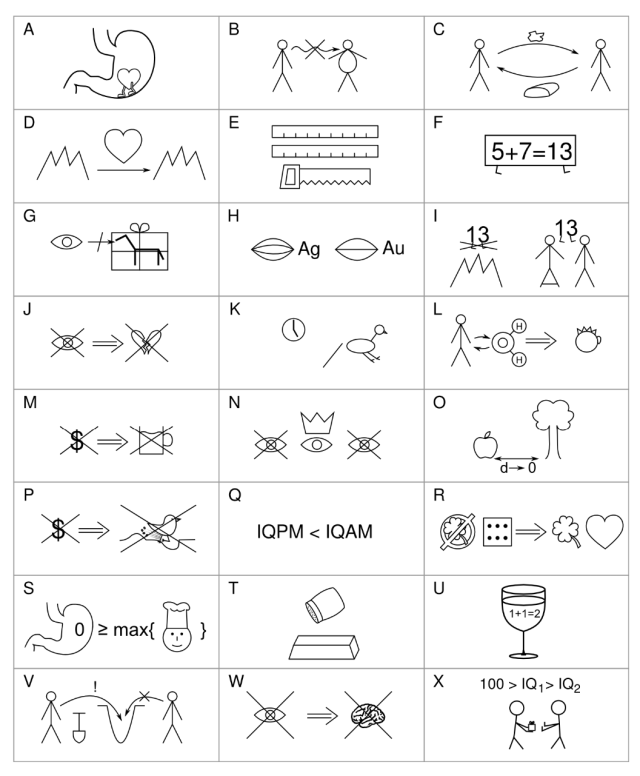 A
B
C
D
E
F
5+7=13
G
H
Ag
Au
I
13
13
J
K
L
H
H
M
$
N
O
d→ 0
P
$
Q
IQPM < IQAM
R
S
0 ≥ max{ }
T
U
1+1=2
V
!
W
X
100 > IQ₁> IQ₂